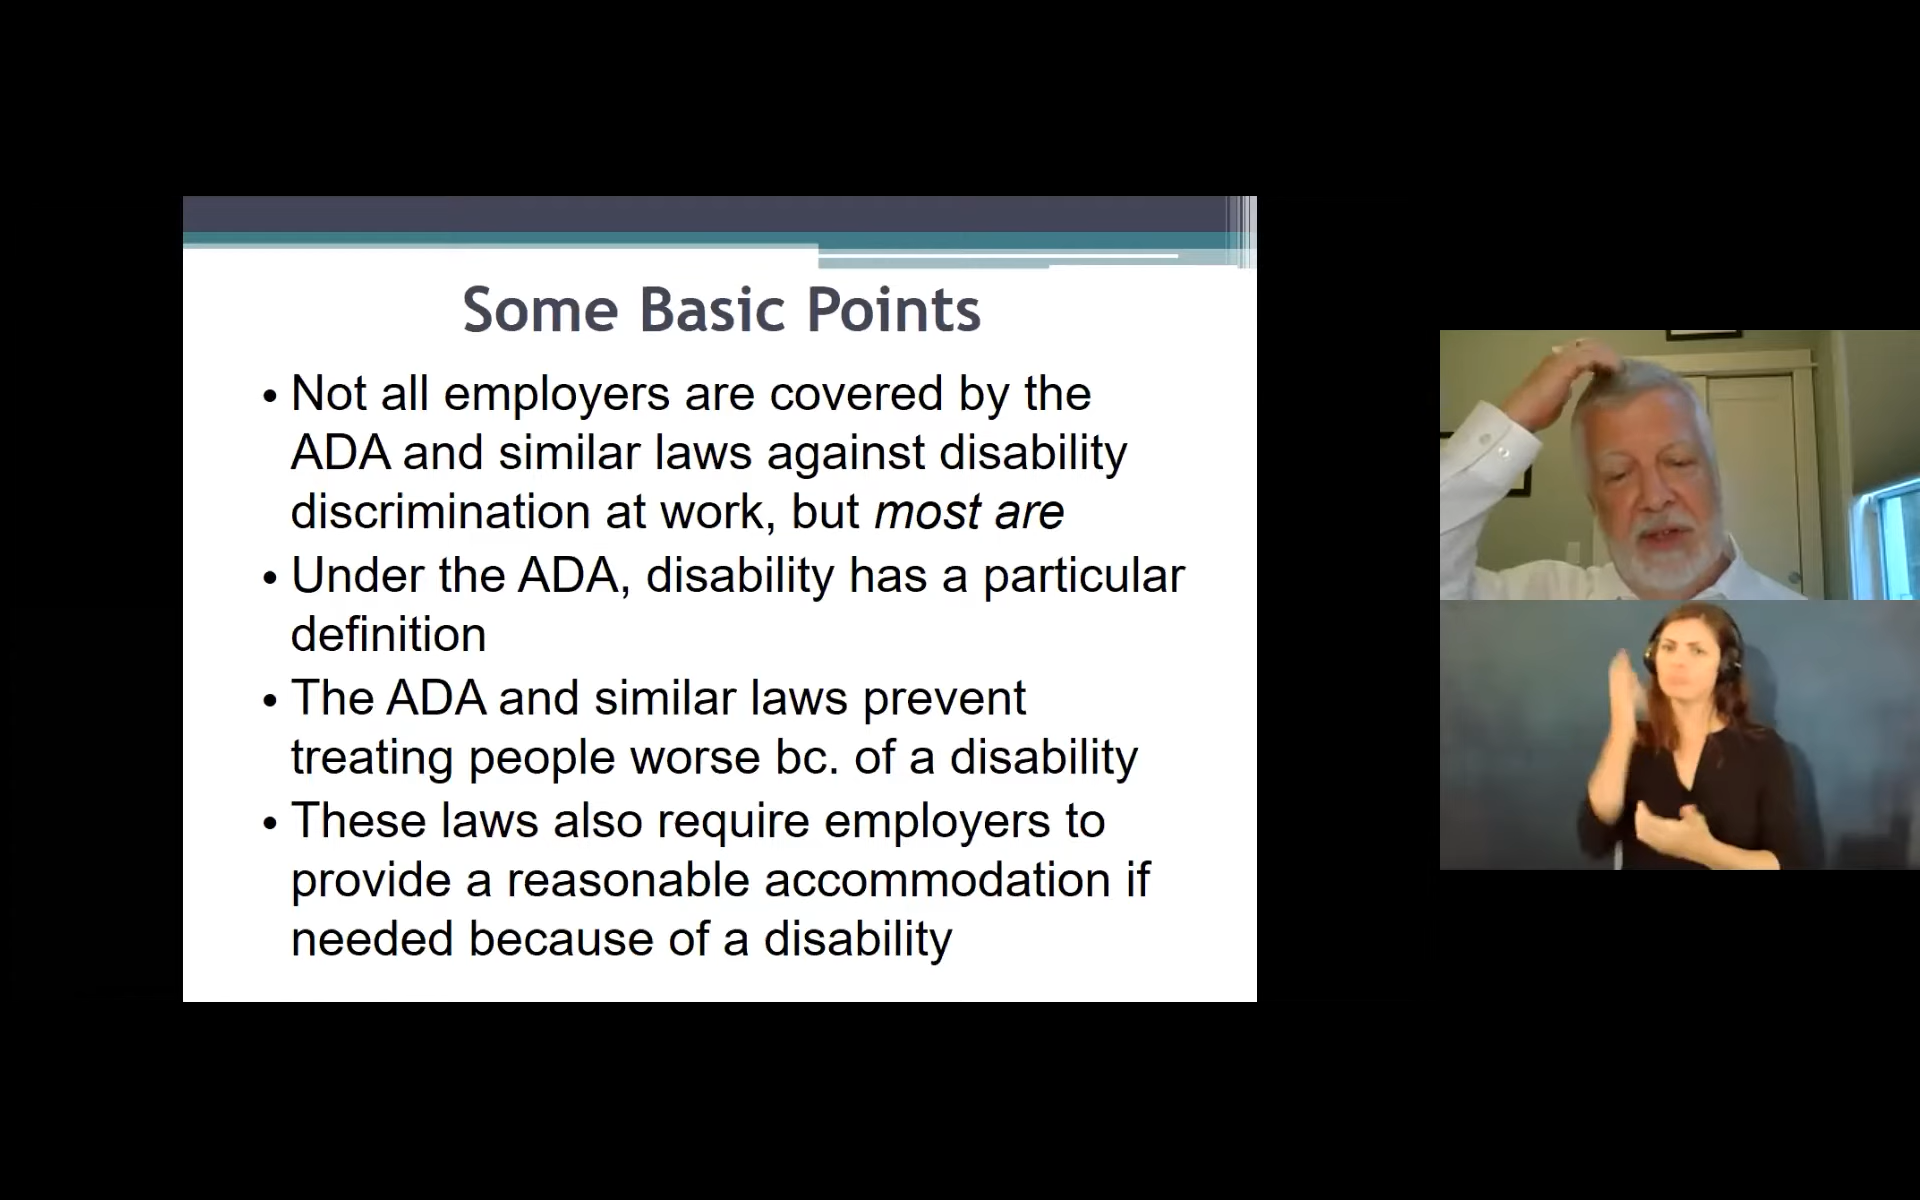 Some Basic Points
• Not all employers are covered by the
ADA and similar laws against disability
discrimination at work, but most are
• Under the ADA, disability has a particular
definition
• The ADA and similar laws prevent
treating people worse bc. of a disability
• These laws also require employers to
provide a reasonable accommodation if
needed because of a disability